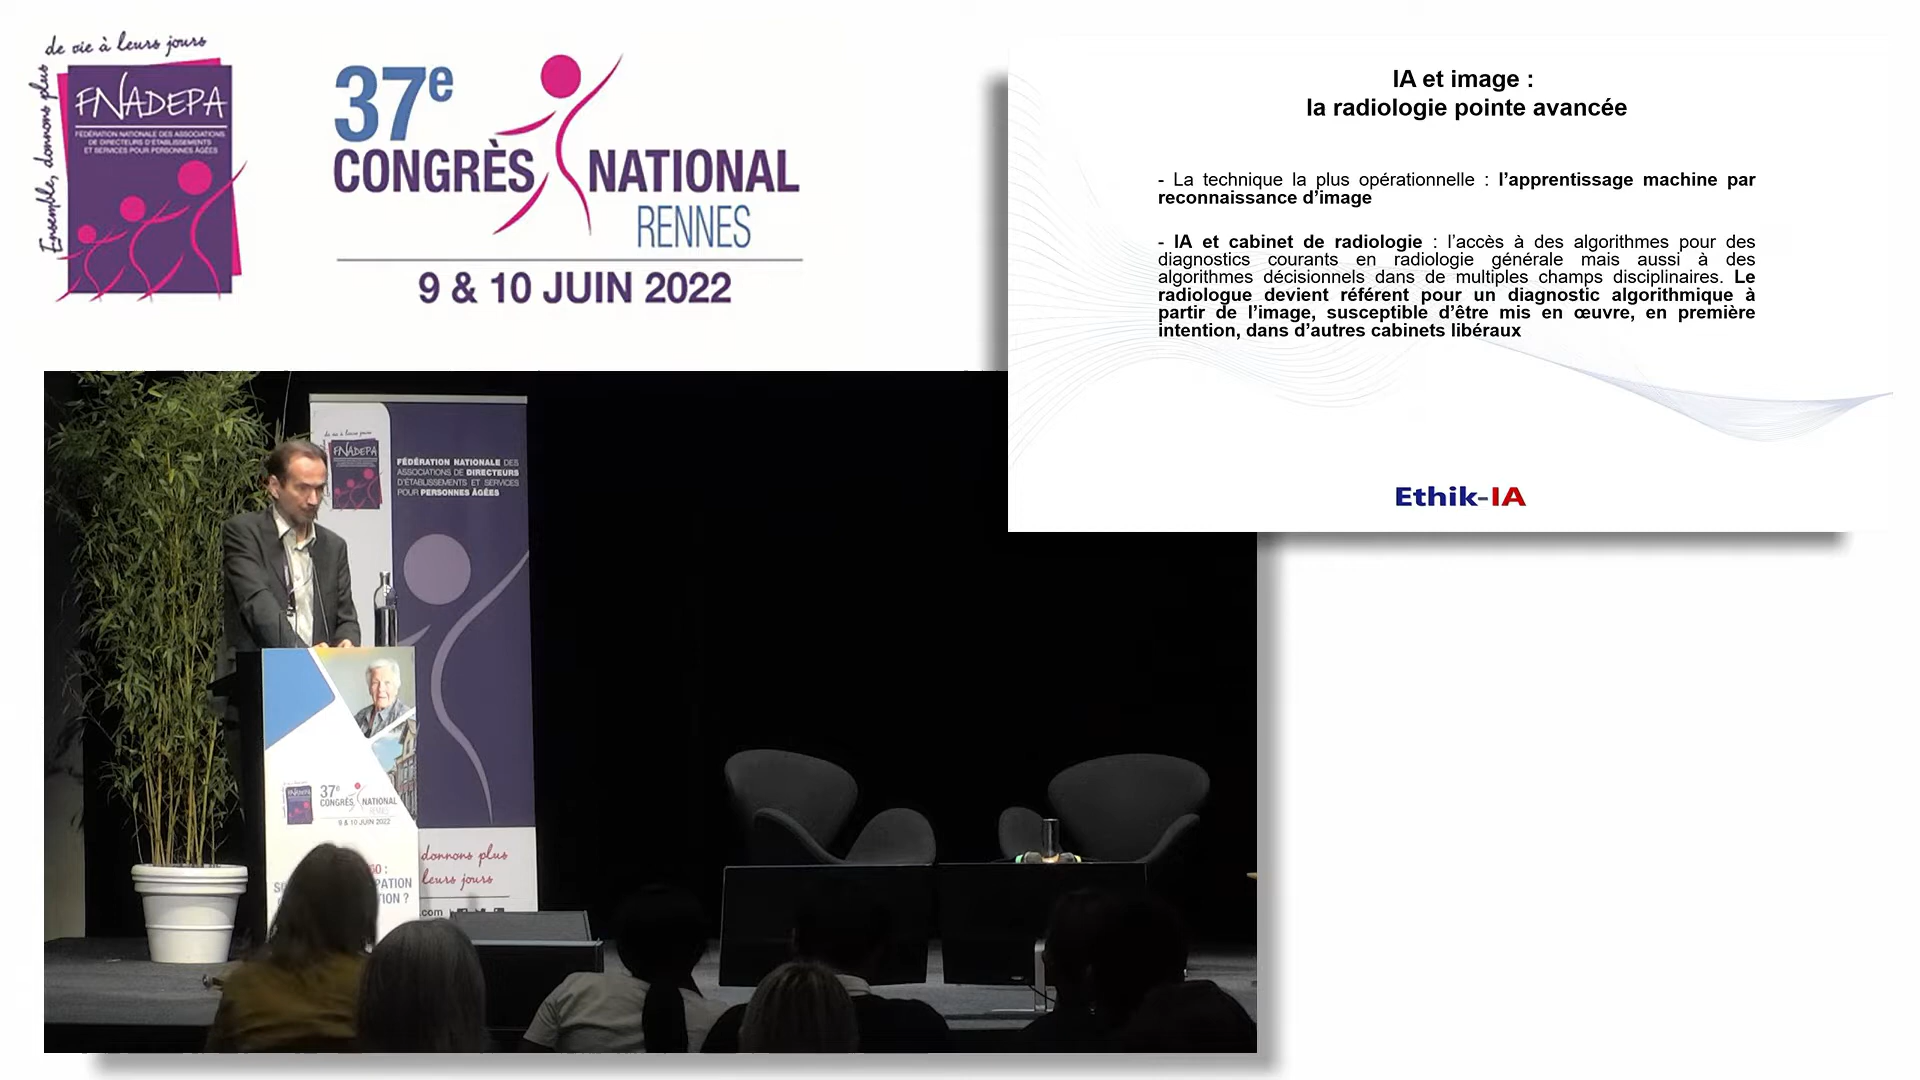 de vie à leurs jours
Ensemble, donnons plus
FNADEPA
FÉDÉRATION NATIONALE DES ASSOCIATIONS
DE DIRECTEURS D'ÉTABLISSEMENTS
ET SERVICES POUR PERSONNES ÂGÉES
37e
CONGRÈS NATIONAL
RENNES
9 & 10 JUIN 2022
IA et image :
la radiologie pointe avancée
- La technique la plus opérationnelle : l’apprentissage machine par
reconnaissance d’image
- IA et cabinet de radiologie : l’accès à des algorithmes pour des
diagnostics courants en radiologie générale mais aussi à des
algorithmes décisionnels dans de multiples champs disciplinaires. Le
radiologue devient référent pour un diagnostic algorithmique à
partir de l’image, susceptible d’être mis en œuvre, en première
intention, dans d’autres cabinets libéraux
Ethik-IA
de vie à leurs jours
FNADEPA
FÉDÉRATION NATIONALE DES
ASSOCIATIONS DE DIRECTEURS
D'ÉTABLISSEMENTS ET SERVICES
POUR PERSONNES ÂGÉES
37e
CONGRÈS NATIONAL
RENNES
9 & 10 JUIN 2022
donnons plus
leurs jours
.com